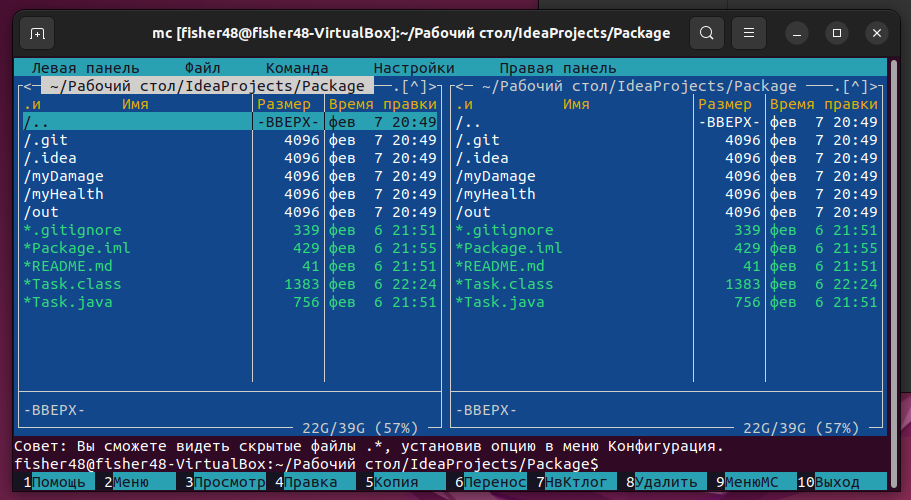 mc [fisher48@fisher48-VirtualBox]:~/Рабочий стол/IdeaProjects/Package
Левая панель Файл Команда Настройки Правая панель
<─ ~/Рабочий стол/IdeaProjects/Package ──.[^]> <─ ~/Рабочий стол/IdeaProjects/Package ──.[^]>
.и Имя Размер Время правки .и Имя Размер Время правки
/.. -ВВЕРХ- фев 7 20:49 /.. -ВВЕРХ- фев 7 20:49
/.git 4096 фев 7 20:49 /.git 4096 фев 7 20:49
/.idea 4096 фев 7 20:49 /.idea 4096 фев 7 20:49
/myDamage 4096 фев 7 20:49 /myDamage 4096 фев 7 20:49
/myHealth 4096 фев 7 20:49 /myHealth 4096 фев 7 20:49
/out 4096 фев 7 20:49 /out 4096 фев 7 20:49
*.gitignore 339 фев 6 21:51 *.gitignore 339 фев 6 21:51
*Package.iml 429 фев 6 21:55 *Package.iml 429 фев 6 21:55
*README.md 41 фев 6 21:51 *README.md 41 фев 6 21:51
*Task.class 1383 фев 6 22:24 *Task.class 1383 фев 6 22:24
*Task.java 756 фев 6 21:51 *Task.java 756 фев 6 21:51
-ВВЕРХ- -ВВЕРХ-
22G/39G (57%) 22G/39G (57%)
Совет: Вы сможете видеть скрытые файлы .*, установив опцию в меню Конфигурация.
fisher48@fisher48-VirtualBox:~/Рабочий стол/IdeaProjects/Package$
1Помощь 2Меню 3Просмотр 4Правка 5Копия 6Перенос 7НвКтлог 8Удалить 9МенюМС 10Выход